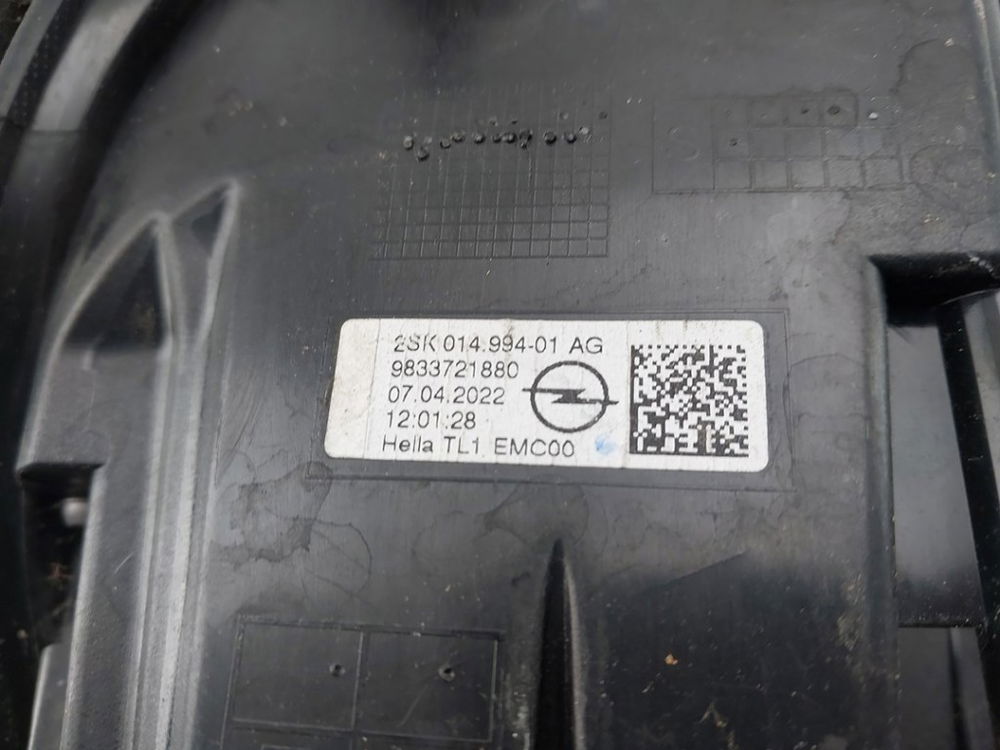 2SK 014.994-01 AG
9833721880
07.04.2022
12:01:28
Hella TL1 EMC00